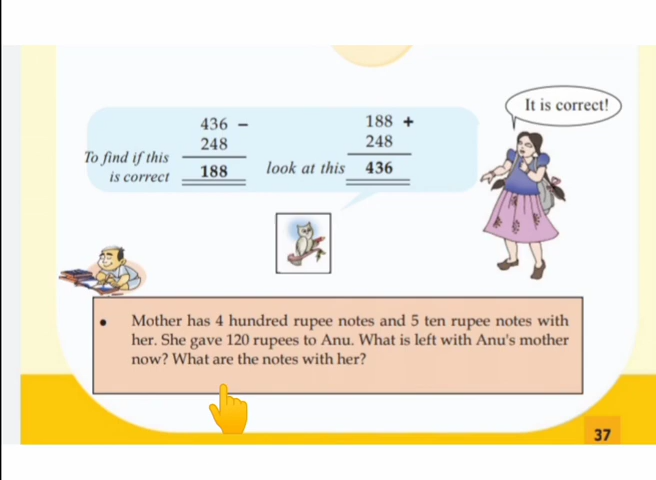 It is correct!
436 –
248
To find if this
is correct
188
188 +
248
look at this 436
• Mother has 4 hundred rupee notes and 5 ten rupee notes with
her. She gave 120 rupees to Anu. What is left with Anu's mother
now? What are the notes with her?
37